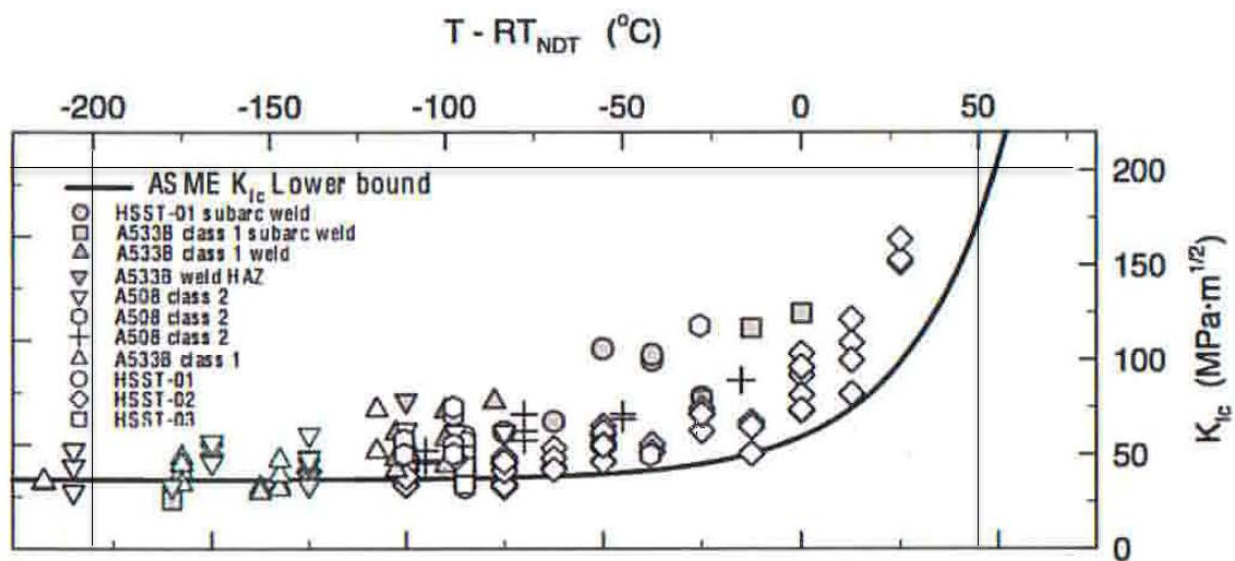 T - RT_NDT (°C)
-200 -150 -100 -50 0 50
ASME K_Ic Lower bound
HSST-01 subarc weld
A533B class 1 subarc weld
A533B class 1 weld
A533B weld HAZ
A508 class 2
A508 class 2
A508 class 2
A533B class 1
HSST-01
HSST-02
HSST-03
200
150
100
50
0
K_Ic (MPa·m^1/2)